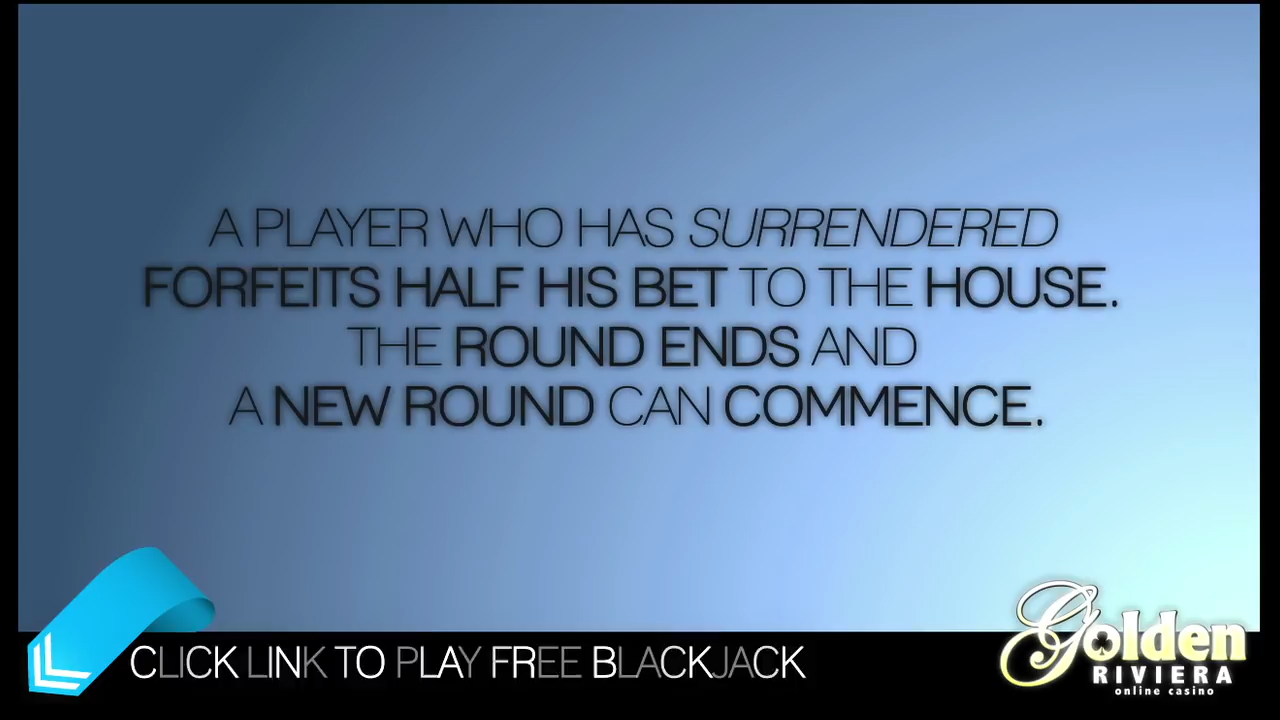 A PLAYER WHO HAS SURRENDERED
FORFEITS HALF HIS BET TO THE HOUSE.
THE ROUND ENDS AND
A NEW ROUND CAN COMMENCE.
CLICK LINK TO PLAY FREE BLACKJACK
Golden
RIVIERA
online casino